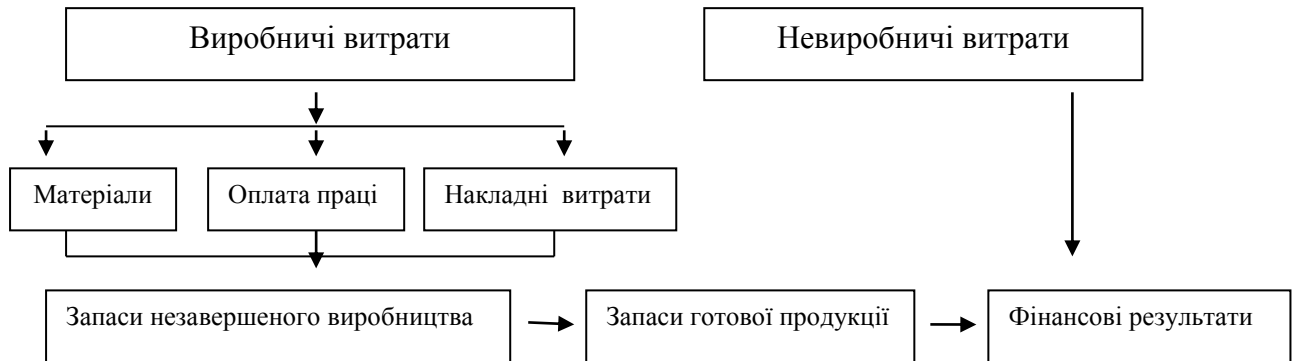 Виробничі витрати
Невиробничі витрати
Матеріали
Оплата праці
Накладні витрати
Запаси незавершеного виробництва
Запаси готової продукції
Фінансові результати